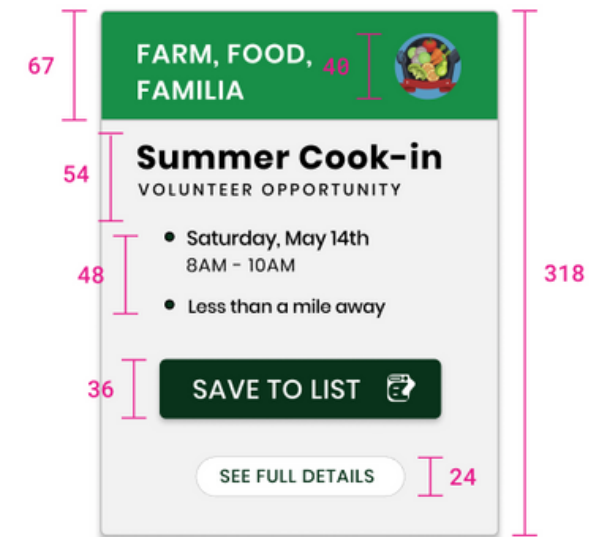 67
FARM, FOOD,
40
FAMILIA
54
Summer Cook-in
VOLUNTEER OPPORTUNITY
48
Saturday, May 14th
8AM - 10AM
Less than a mile away
318
36
SAVE TO LIST
SEE FULL DETAILS
24